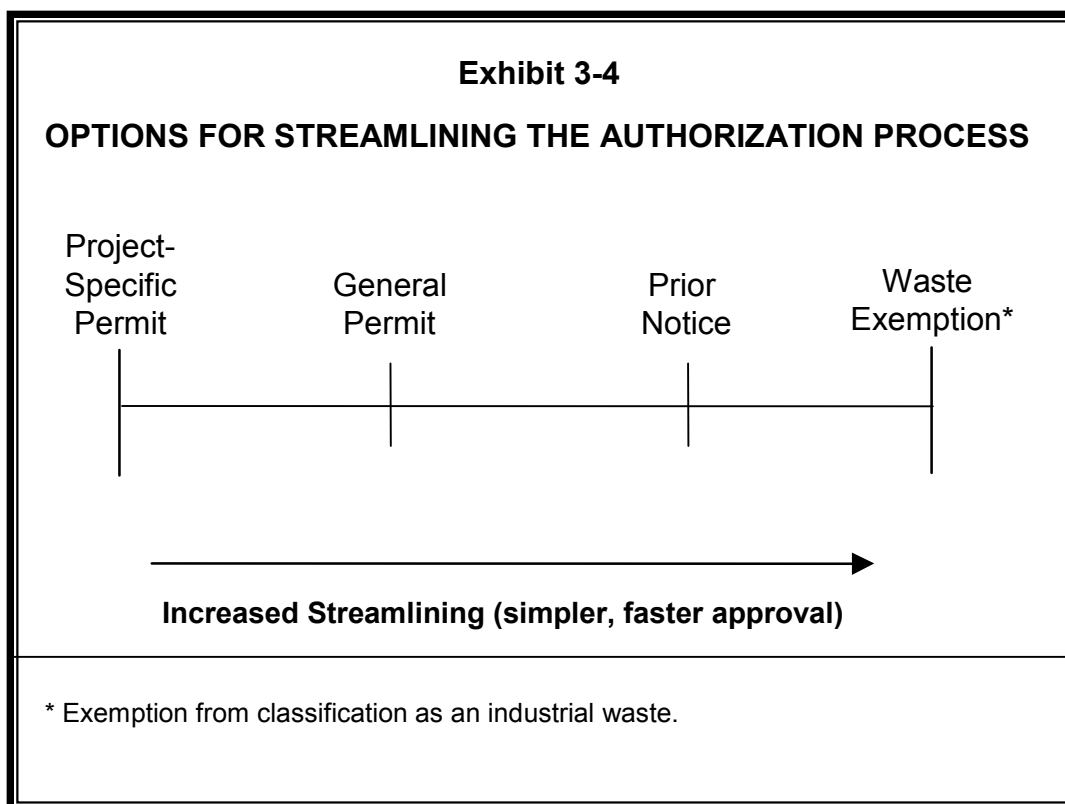 Exhibit 3-4
OPTIONS FOR STREAMLINING THE AUTHORIZATION PROCESS
Project-
Specific
Permit
General
Permit
Prior
Notice
Waste
Exemption*
Increased Streamlining (simpler, faster approval)
* Exemption from classification as an industrial waste.